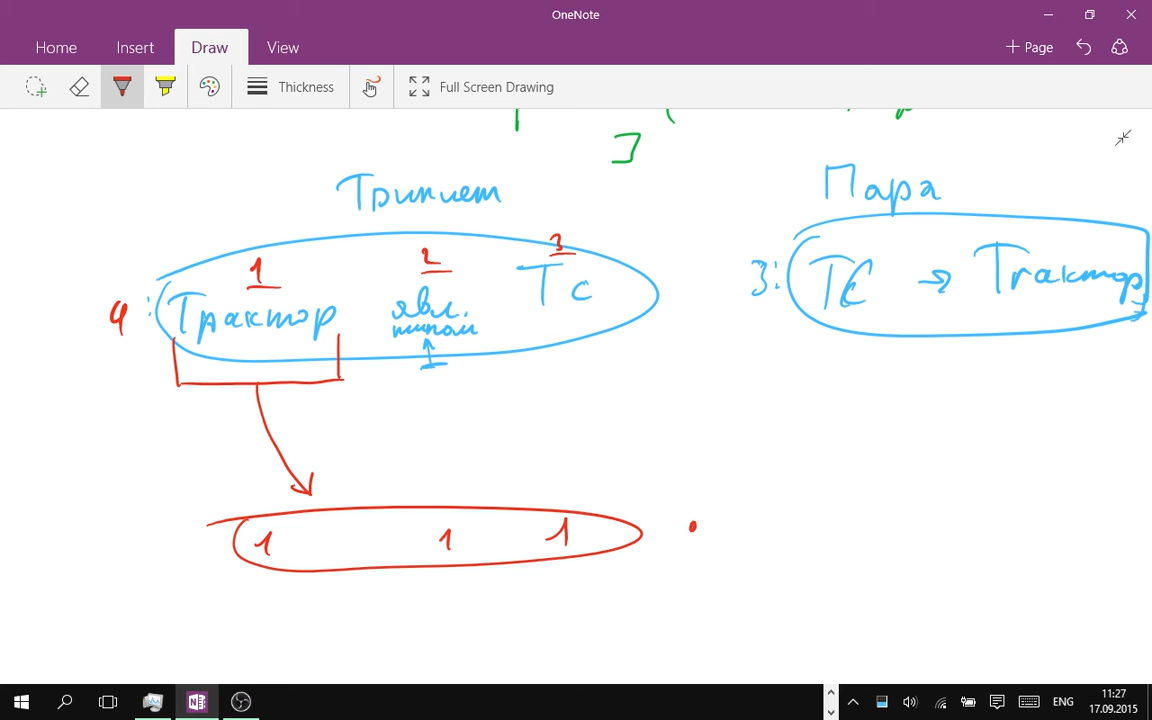 OneNote
Home Insert Draw View + Page
Thickness Full Screen Drawing
Триплет Пара
1 2 3
4: Трактор явл. типом Тс
3: ТС → Трактор
1 1 1
ENG 11:27
17.09.2015